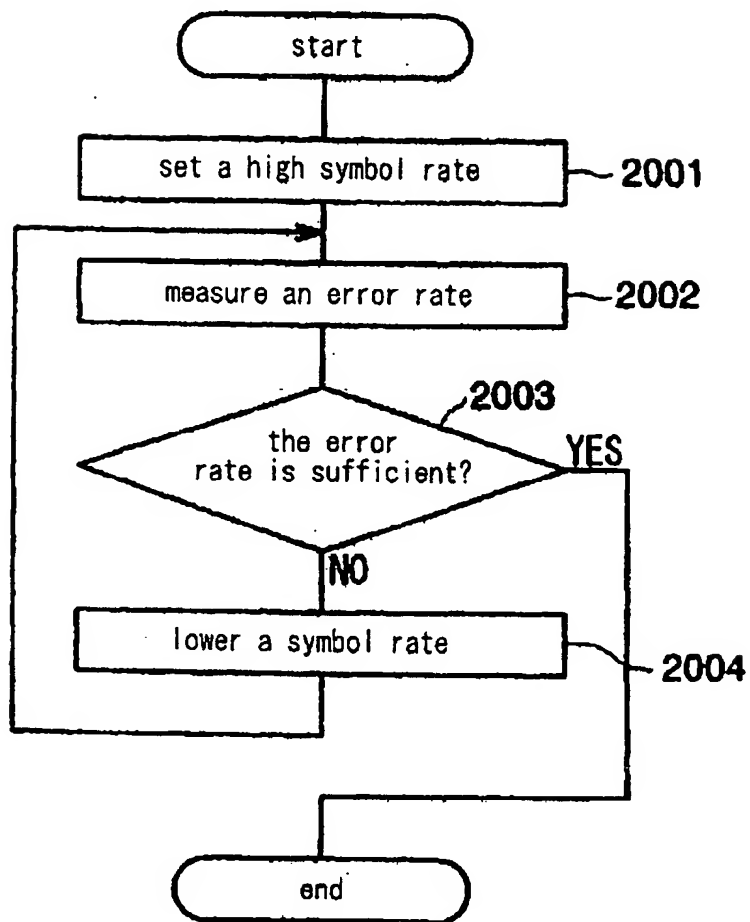 start
set a high symbol rate
2001
measure an error rate
2002
2003
the error
rate is sufficient?
YES
NO
lower a symbol rate
2004
end